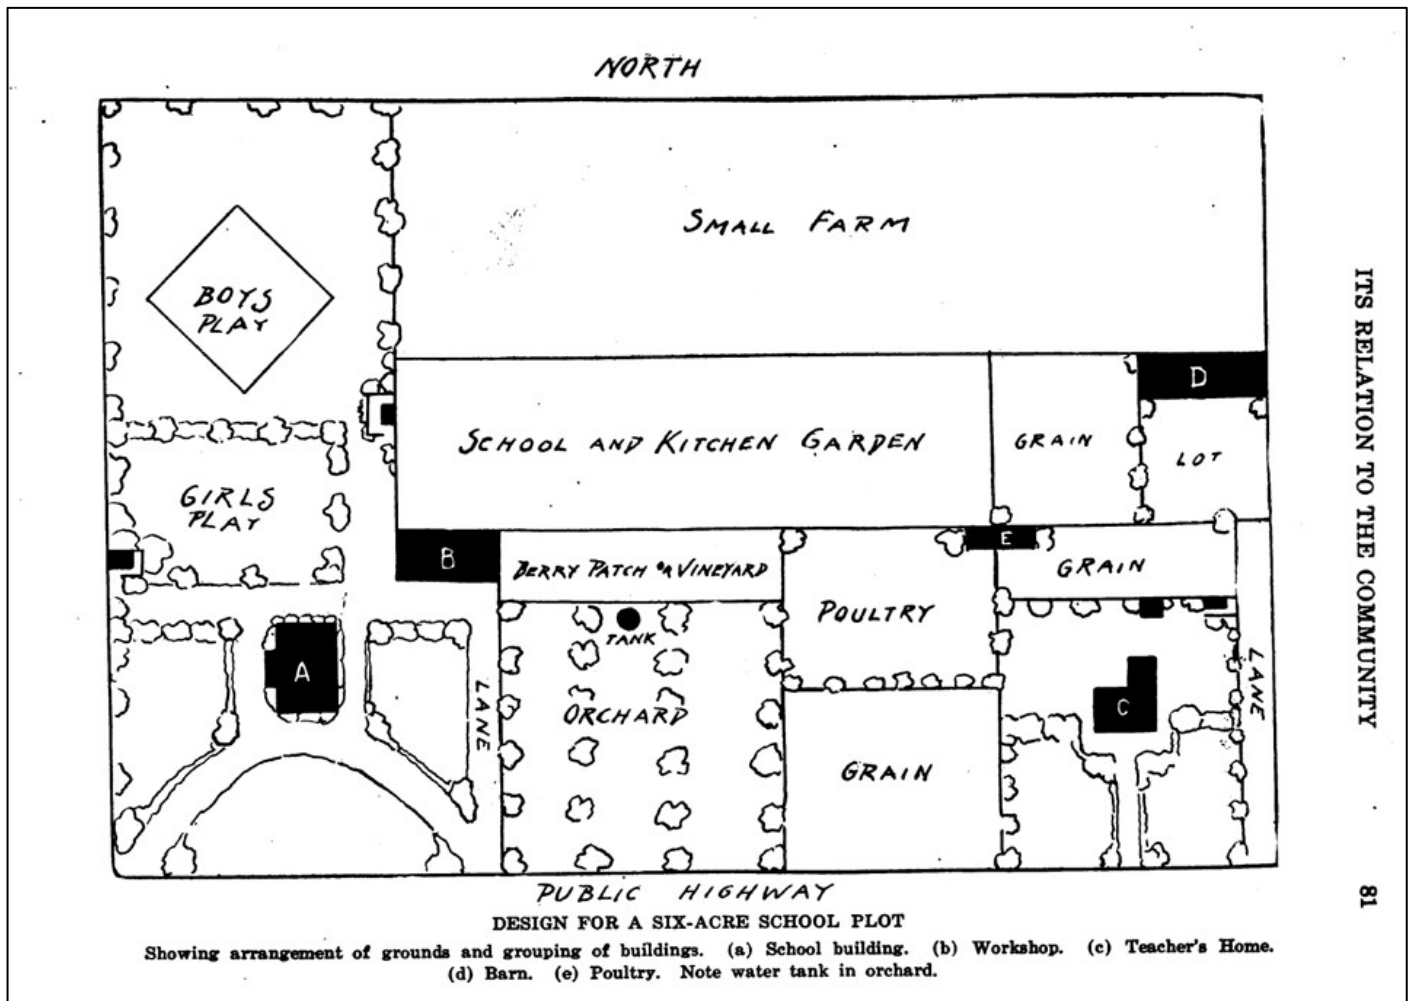 NORTH
SMALL FARM
BOYS
PLAY
D
SCHOOL AND KITCHEN GARDEN
GRAIN
LOT
GIRLS
PLAY
B
BERRY PATCH OR VINEYARD
E
GRAIN
TANK
POULTRY
A
LANE
ORCHARD
C
LANE
GRAIN
PUBLIC HIGHWAY
DESIGN FOR A SIX-ACRE SCHOOL PLOT
Showing arrangement of grounds and grouping of buildings. (a) School building. (b) Workshop. (c) Teacher's Home.
(d) Barn. (e) Poultry. Note water tank in orchard.
ITS RELATION TO THE COMMUNITY
81